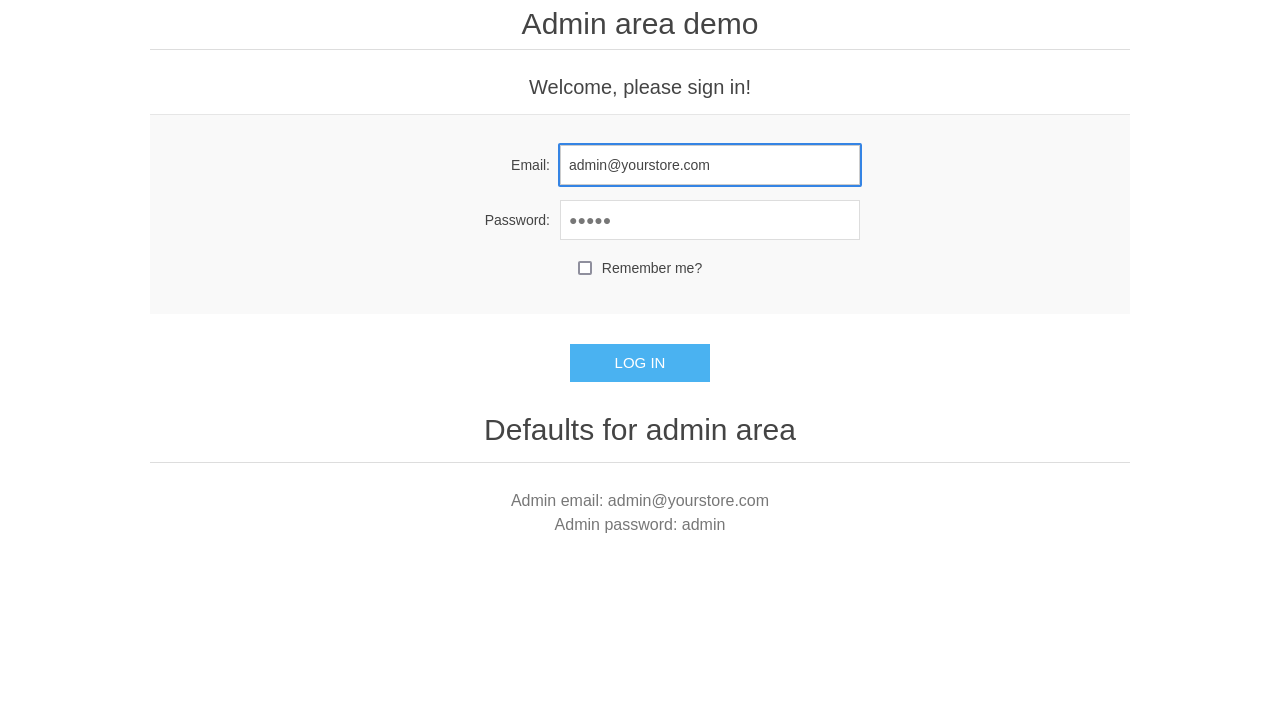 Admin area demo
Welcome, please sign in!
Email: admin@yourstore.com
Password: ●●●●●
Remember me?
LOG IN
Defaults for admin area
Admin email: admin@yourstore.com
Admin password: admin